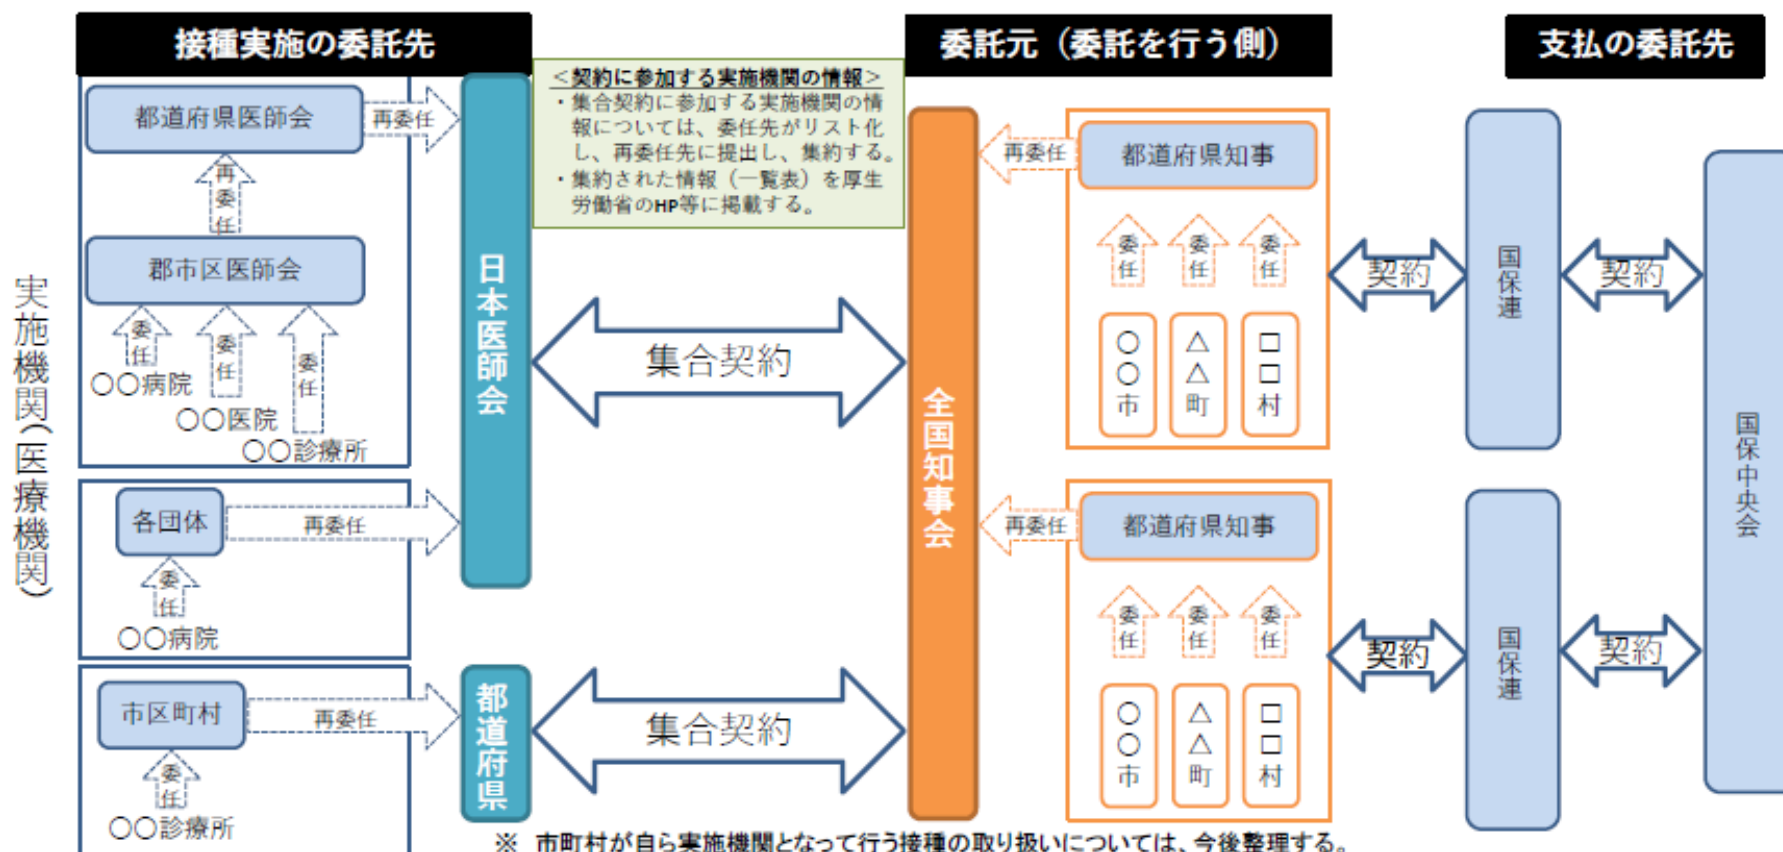 接種実施の委託先
委託元（委託を行う側）
支払の委託先
実施機関（医療機関）
都道府県医師会
再委任
再委任
郡市区医師会
委任
委任
委任
〇〇病院
〇〇医院
〇〇診療所
各団体
再委任
委任
〇〇病院
市区町村
再委任
委任
〇〇診療所
日本医師会
都道府県
＜契約に参加する実施機関の情報＞
・集合契約に参加する実施機関の情
報については、委任先がリスト化
し、再委任先に提出し、集約する。
・集約された情報（一覧表）を厚生
労働省のHP等に掲載する。
集合契約
集合契約
全国知事会
再委任
都道府県知事
委任
委任
委任
〇〇市
△△町
□□村
再委任
都道府県知事
委任
委任
委任
〇〇市
△△町
□□村
契約
契約
国保連
国保連
契約
契約
国保中央会
※　市町村が自ら実施機関となって行う接種の取り扱いについては、今後整理する。